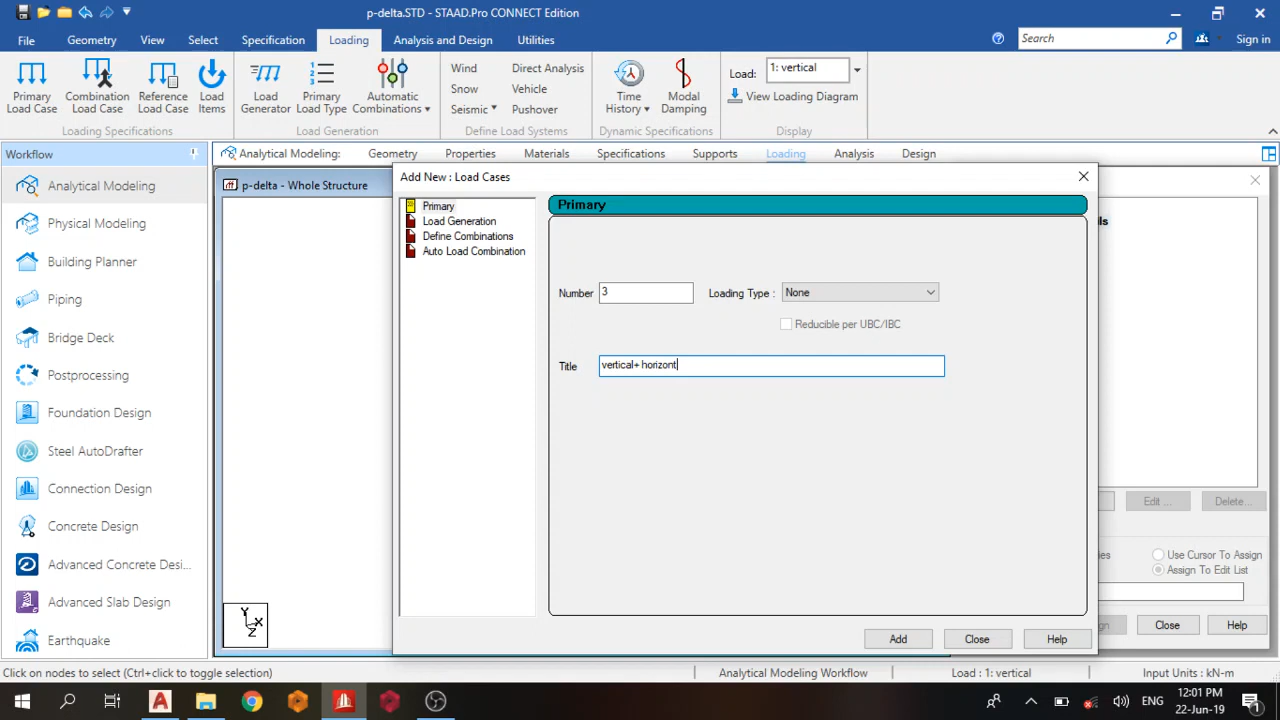 p-delta.STD - STAAD.Pro CONNECT Edition
File Geometry View Select Specification Loading Analysis and Design Utilities Search Sign in
Primary Load Case
Combination Load Case
Reference Load Case
Load Items
Loading Specifications
Load Generator
Primary Load Type
Automatic Combinations
Load Generation
Wind Direct Analysis
Snow Vehicle
Seismic Pushover
Define Load Systems
Time History
Modal Damping
Dynamic Specifications
Load: 1: vertical
View Loading Diagram
Display
Workflow
Analytical Modeling: Geometry Properties Materials Specifications Supports Loading Analysis Design
Analytical Modeling
Physical Modeling
Building Planner
Piping
Bridge Deck
Postprocessing
Foundation Design
Steel AutoDrafter
Connection Design
Concrete Design
Advanced Concrete Desi...
Advanced Slab Design
Earthquake
p-delta - Whole Structure
Y
X
Z
Add New : Load Cases
Primary
Load Generation
Define Combinations
Auto Load Combination
Primary
Number 3 Loading Type : None
Reducible per UBC/IBC
Title vertical+ horizont
Add Close Help
ls
Edit ... Delete...
es Use Cursor To Assign
Assign To Edit List
gn Close Help
Click on nodes to select (Ctrl+click to toggle selection) Analytical Modeling Workflow Load : 1: vertical Input Units : kN-m
ENG 12:01 PM
22-Jun-19
1